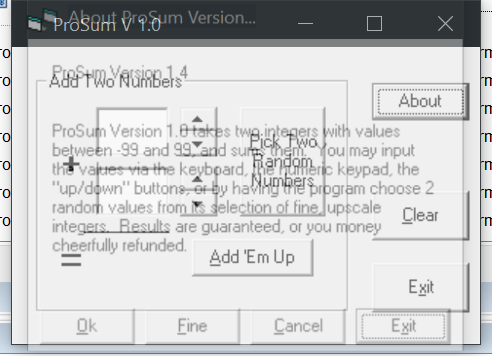 About ProSum Version...
ProSum V 1.0
ProSum Version 1.4
Add Two Numbers
About
ProSum Version 1.0 takes two integers with values
between -99 and 99, and sums them. You may input
the values via the keyboard, the numeric keypad, the
"up/down" buttons, or by having the program choose 2
random values from its selection of fine, upscale
integers. Results are guaranteed, or you money
cheerfully refunded.
+
Pick Two
Random
Numbers
Clear
=
Add 'Em Up
Exit
Ok
Fine
Cancel
Exit